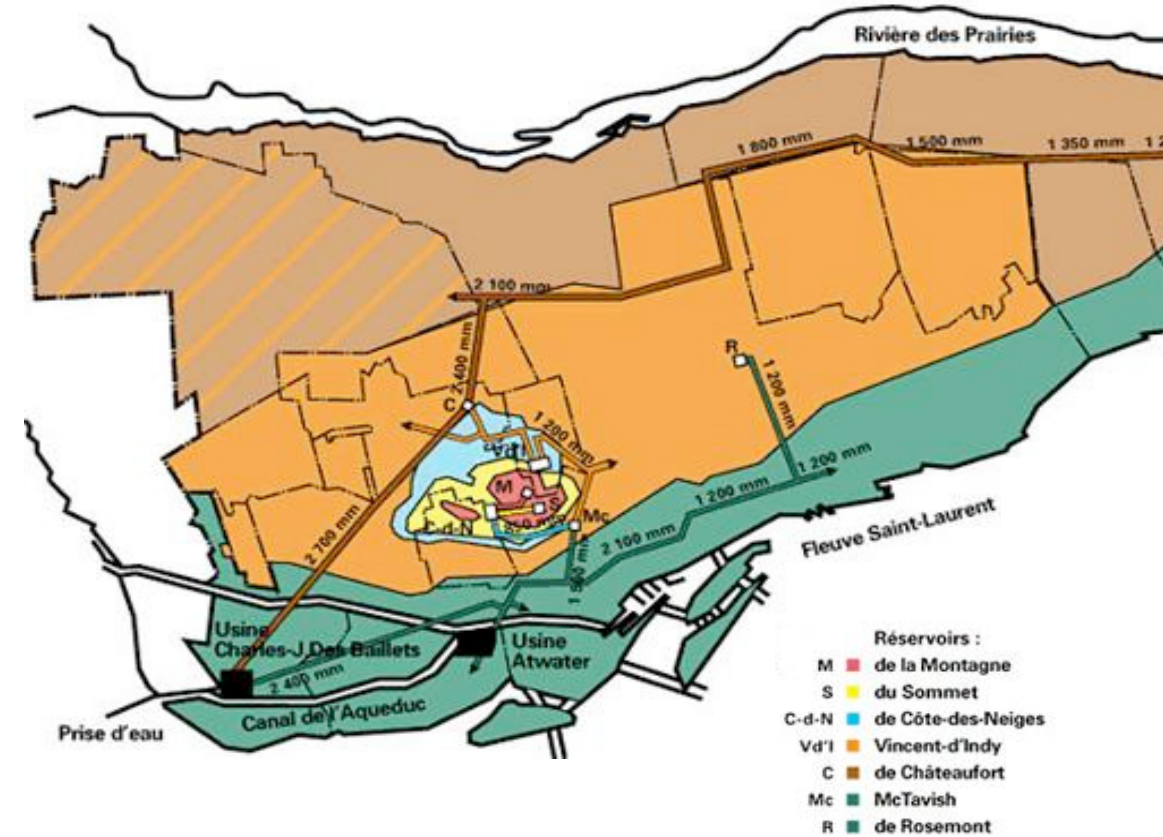 Rivière des Prairies
1 800 mm
1 500 mm
1 350 mm
2 100 mm
2 400 mm
R
1 200 mm
C
1 200 mm
M
S
C-d-N
Mc
1 200 mm
1 200 mm
2 700 mm
2 100 mm
Fleuve Saint-Laurent
Usine
Charles-J.Des Baillets
Usine
Atwater
2 400 mm
Canal de l'Aqueduc
Prise d'eau
Réservoirs :
M de la Montagne
S du Sommet
C-d-N de Côte-des-Neiges
Vd'I Vincent-d'Indy
C de Châteaufort
Mc McTavish
R de Rosemont